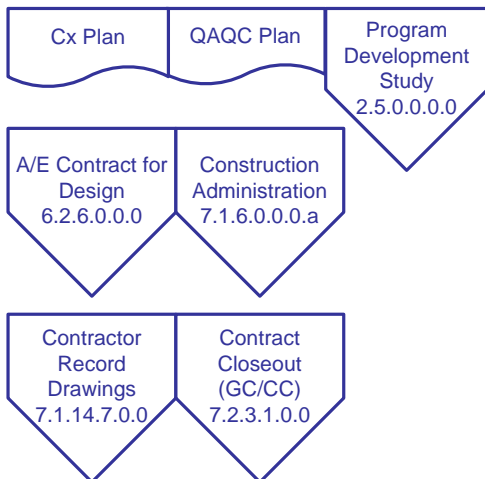 Cx Plan
QAQC Plan
Program
Development
Study
2.5.0.0.0.0
A/E Contract for
Design
6.2.6.0.0.0
Construction
Administration
7.1.6.0.0.0.a
Contractor
Record
Drawings
7.1.14.7.0.0
Contract
Closeout
(GC/CC)
7.2.3.1.0.0